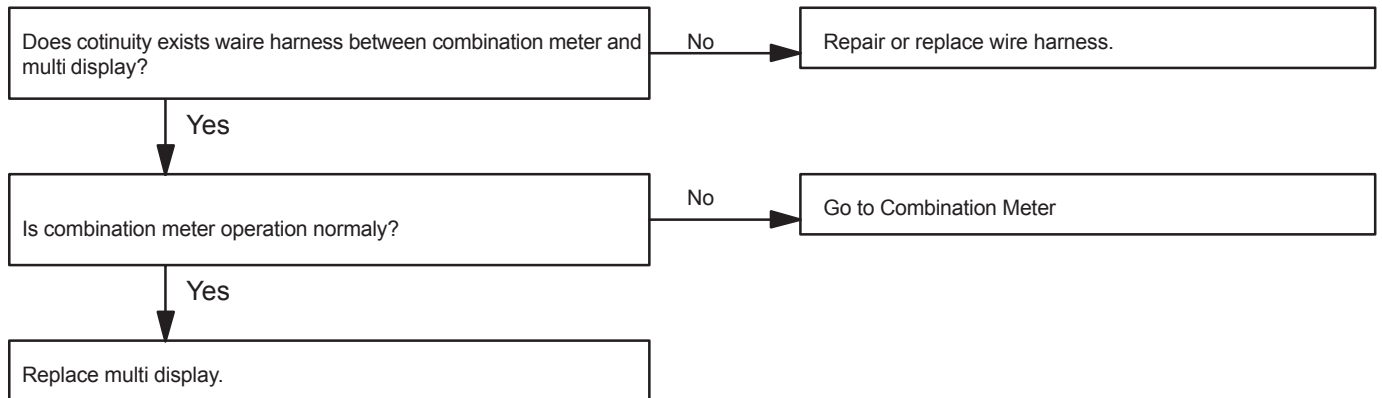 Does cotinuity exists waire harness between combination meter and
multi display?
No
Repair or replace wire harness.
Yes
Is combination meter operation normaly?
No
Go to Combination Meter
Yes
Replace multi display.